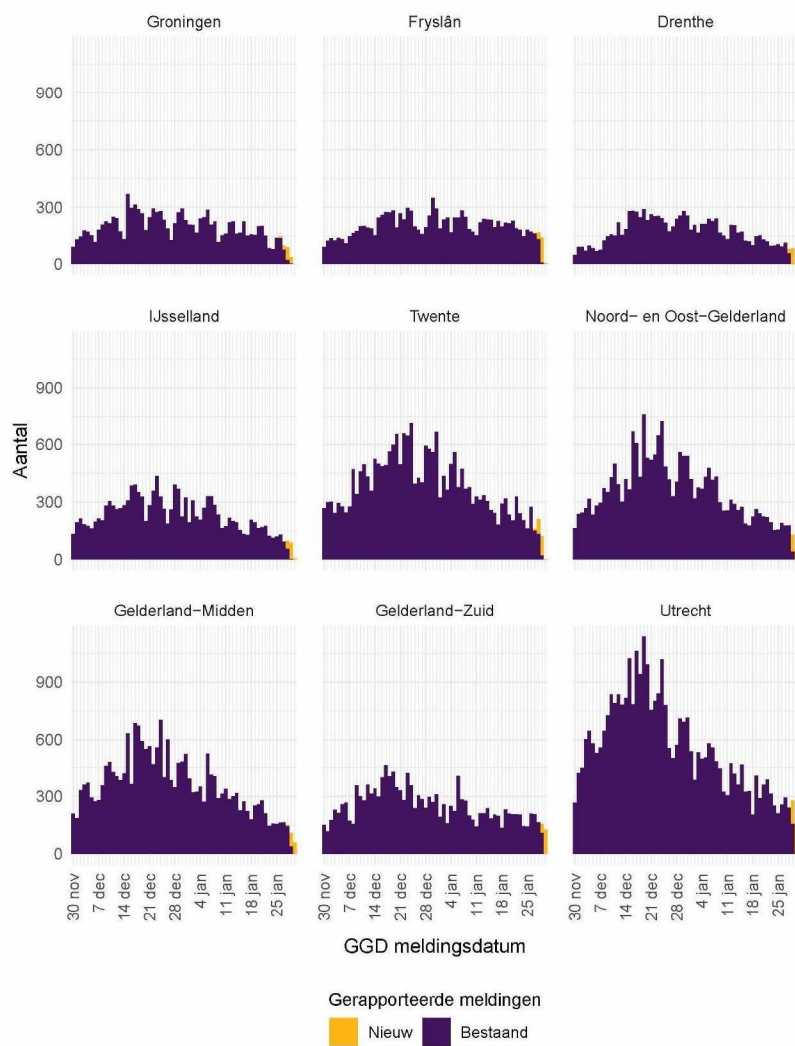 Groningen Fryslân Drenthe
900
600
300
0
IJsselland Twente Noord- en Oost-Gelderland
900
600
300
0
Aantal
Gelderland-Midden Gelderland-Zuid Utrecht
900
600
300
0
30 nov 7 dec 14 dec 21 dec 28 dec 4 jan 11 jan 18 jan 25 jan 30 nov 7 dec 14 dec 21 dec 28 dec 4 jan 11 jan 18 jan 25 jan 30 nov 7 dec 14 dec 21 dec 28 dec 4 jan 11 jan 18 jan 25 jan
GGD meldingsdatum
Gerapporteerde meldingen
Nieuw Bestaand